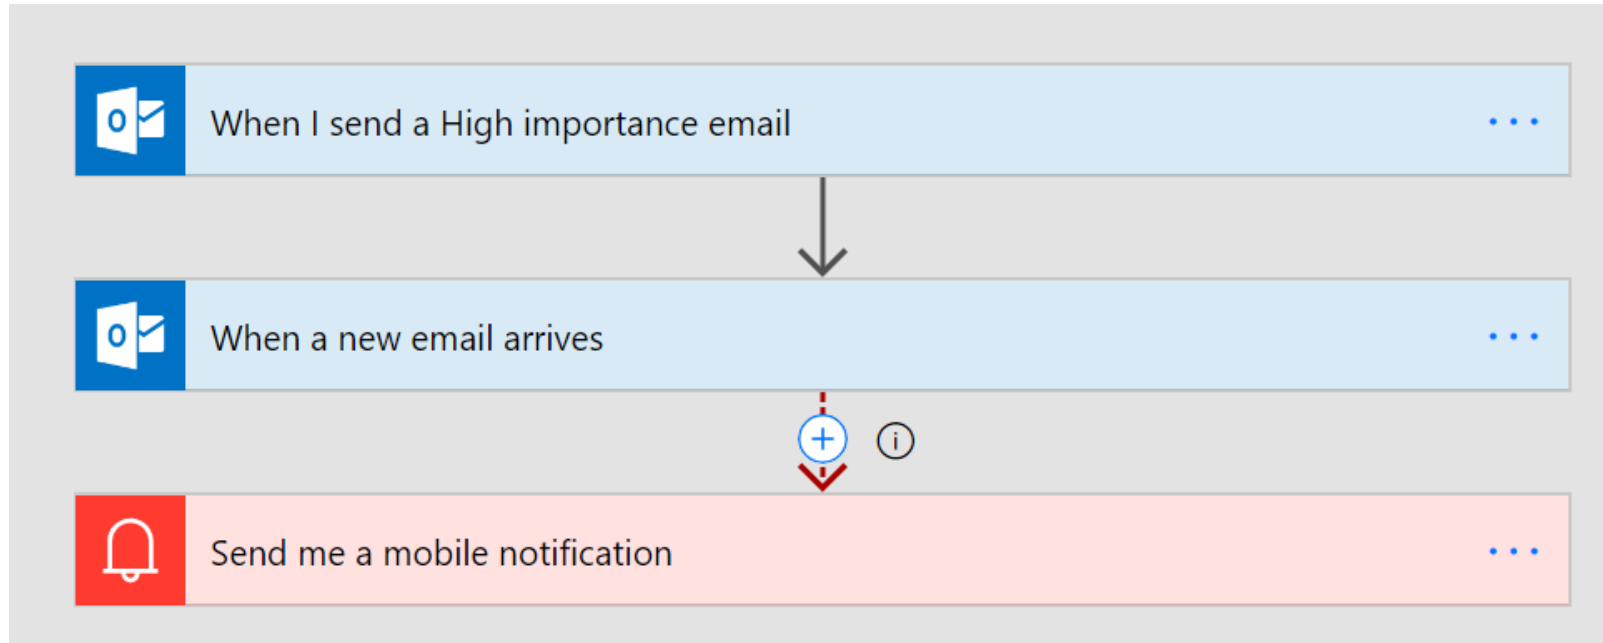 When I send a High importance email
When a new email arrives
Send me a mobile notification